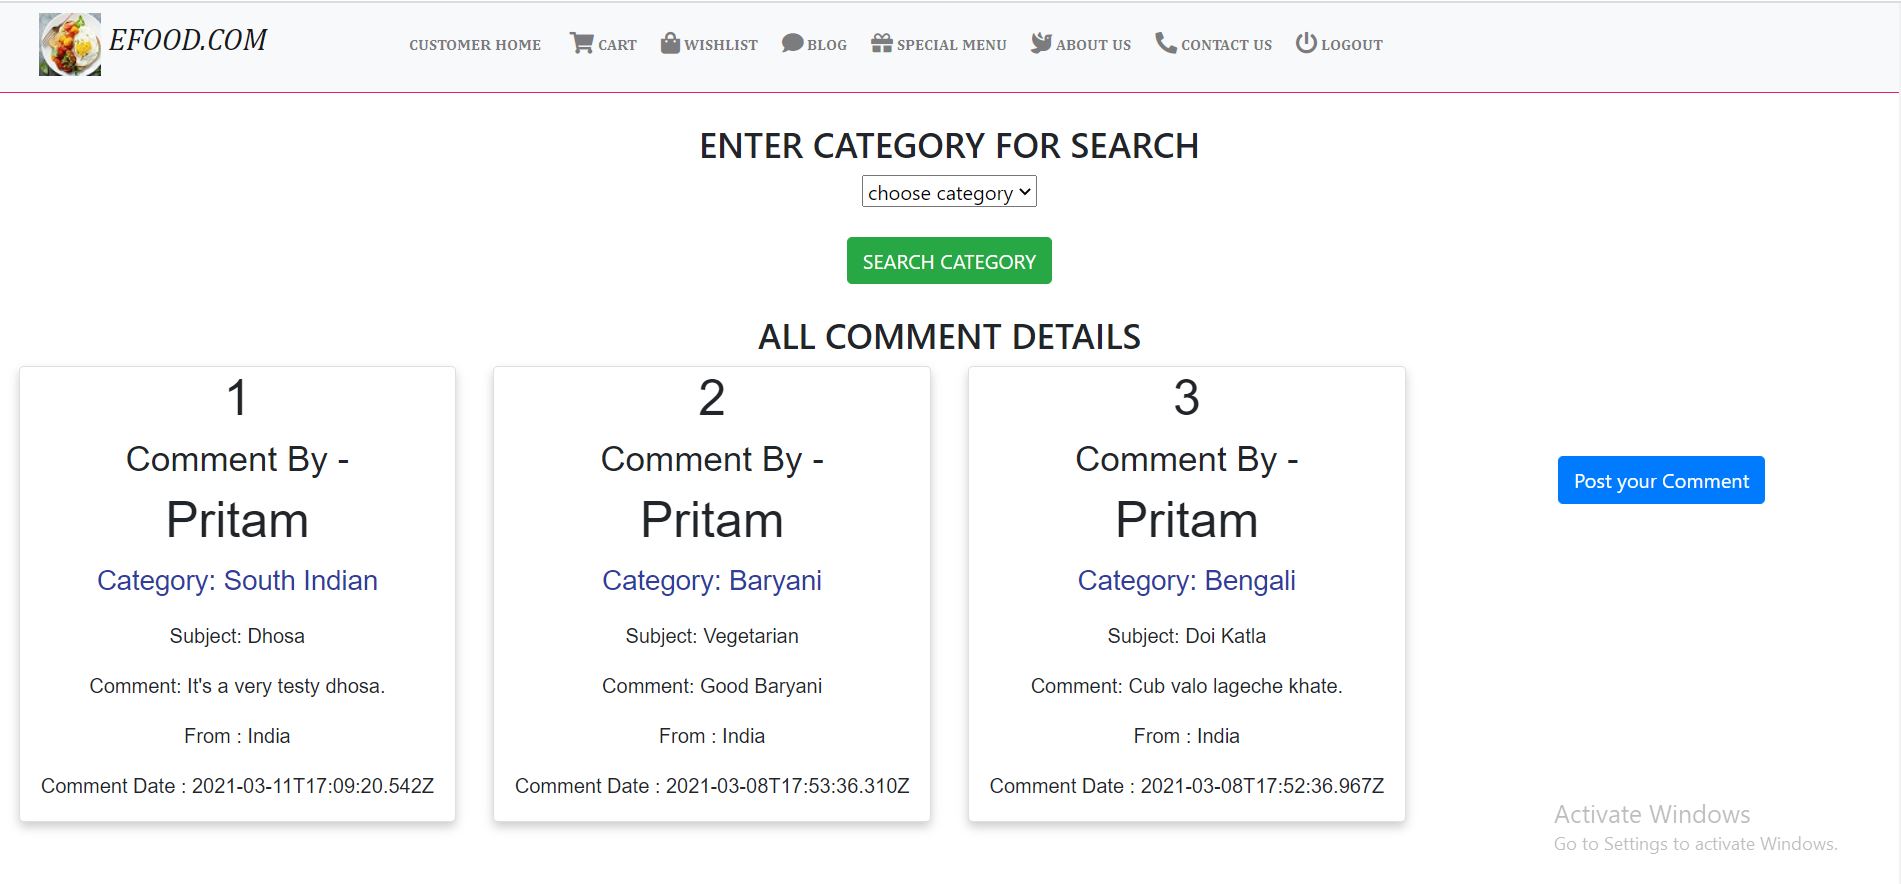 EFOOD.COM
CUSTOMER HOME CART WISHLIST BLOG SPECIAL MENU ABOUT US CONTACT US LOGOUT
ENTER CATEGORY FOR SEARCH
choose category
SEARCH CATEGORY
ALL COMMENT DETAILS
1
Comment By -
Pritam
Category: South Indian
Subject: Dhosa
Comment: It's a very testy dhosa.
From : India
Comment Date : 2021-03-11T17:09:20.542Z
2
Comment By -
Pritam
Category: Baryani
Subject: Vegetarian
Comment: Good Baryani
From : India
Comment Date : 2021-03-08T17:53:36.310Z
3
Comment By -
Pritam
Category: Bengali
Subject: Doi Katla
Comment: Cub valo lageche khate.
From : India
Comment Date : 2021-03-08T17:52:36.967Z
Post your Comment
Activate Windows
Go to Settings to activate Windows.